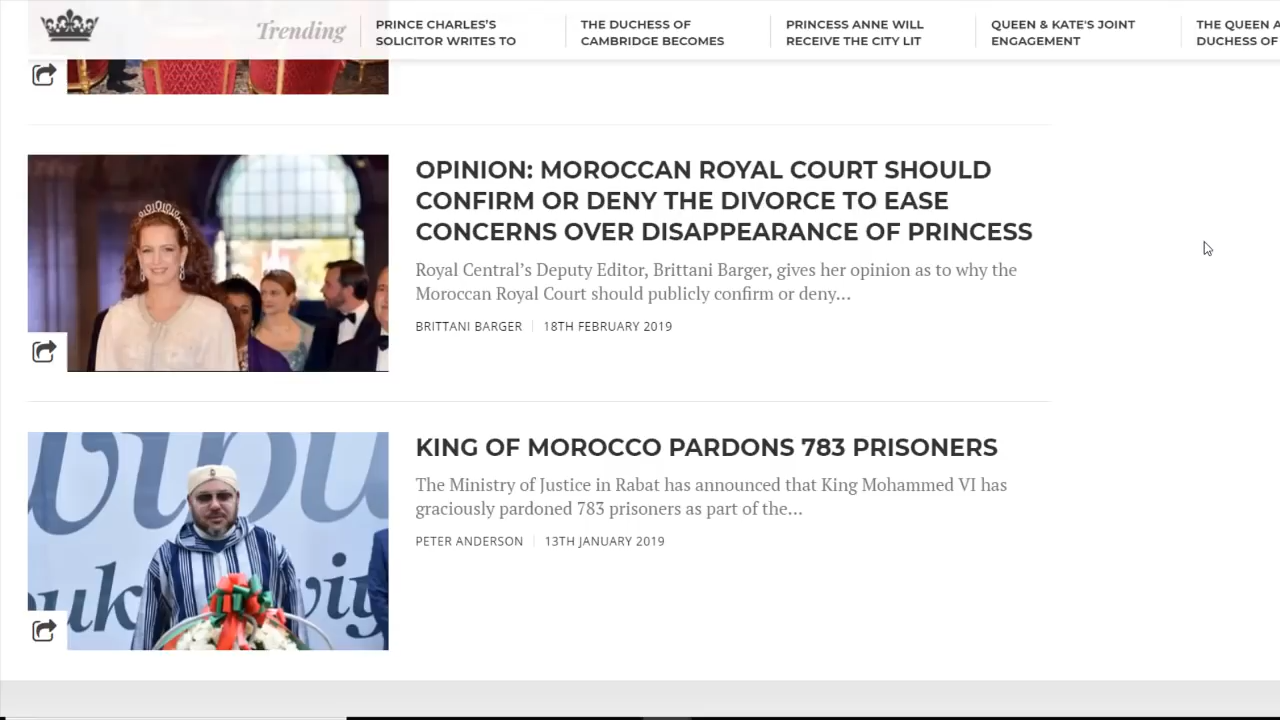 Trending
PRINCE CHARLES'S
SOLICITOR WRITES TO
THE DUCHESS OF
CAMBRIDGE BECOMES
PRINCESS ANNE WILL
RECEIVE THE CITY LIT
QUEEN & KATE'S JOINT
ENGAGEMENT
THE QUEEN A
DUCHESS OF
OPINION: MOROCCAN ROYAL COURT SHOULD
CONFIRM OR DENY THE DIVORCE TO EASE
CONCERNS OVER DISAPPEARANCE OF PRINCESS
Royal Central's Deputy Editor, Brittani Barger, gives her opinion as to why the
Moroccan Royal Court should publicly confirm or deny...
BRITTANI BARGER | 18TH FEBRUARY 2019
KING OF MOROCCO PARDONS 783 PRISONERS
The Ministry of Justice in Rabat has announced that King Mohammed VI has
graciously pardoned 783 prisoners as part of the...
PETER ANDERSON | 13TH JANUARY 2019